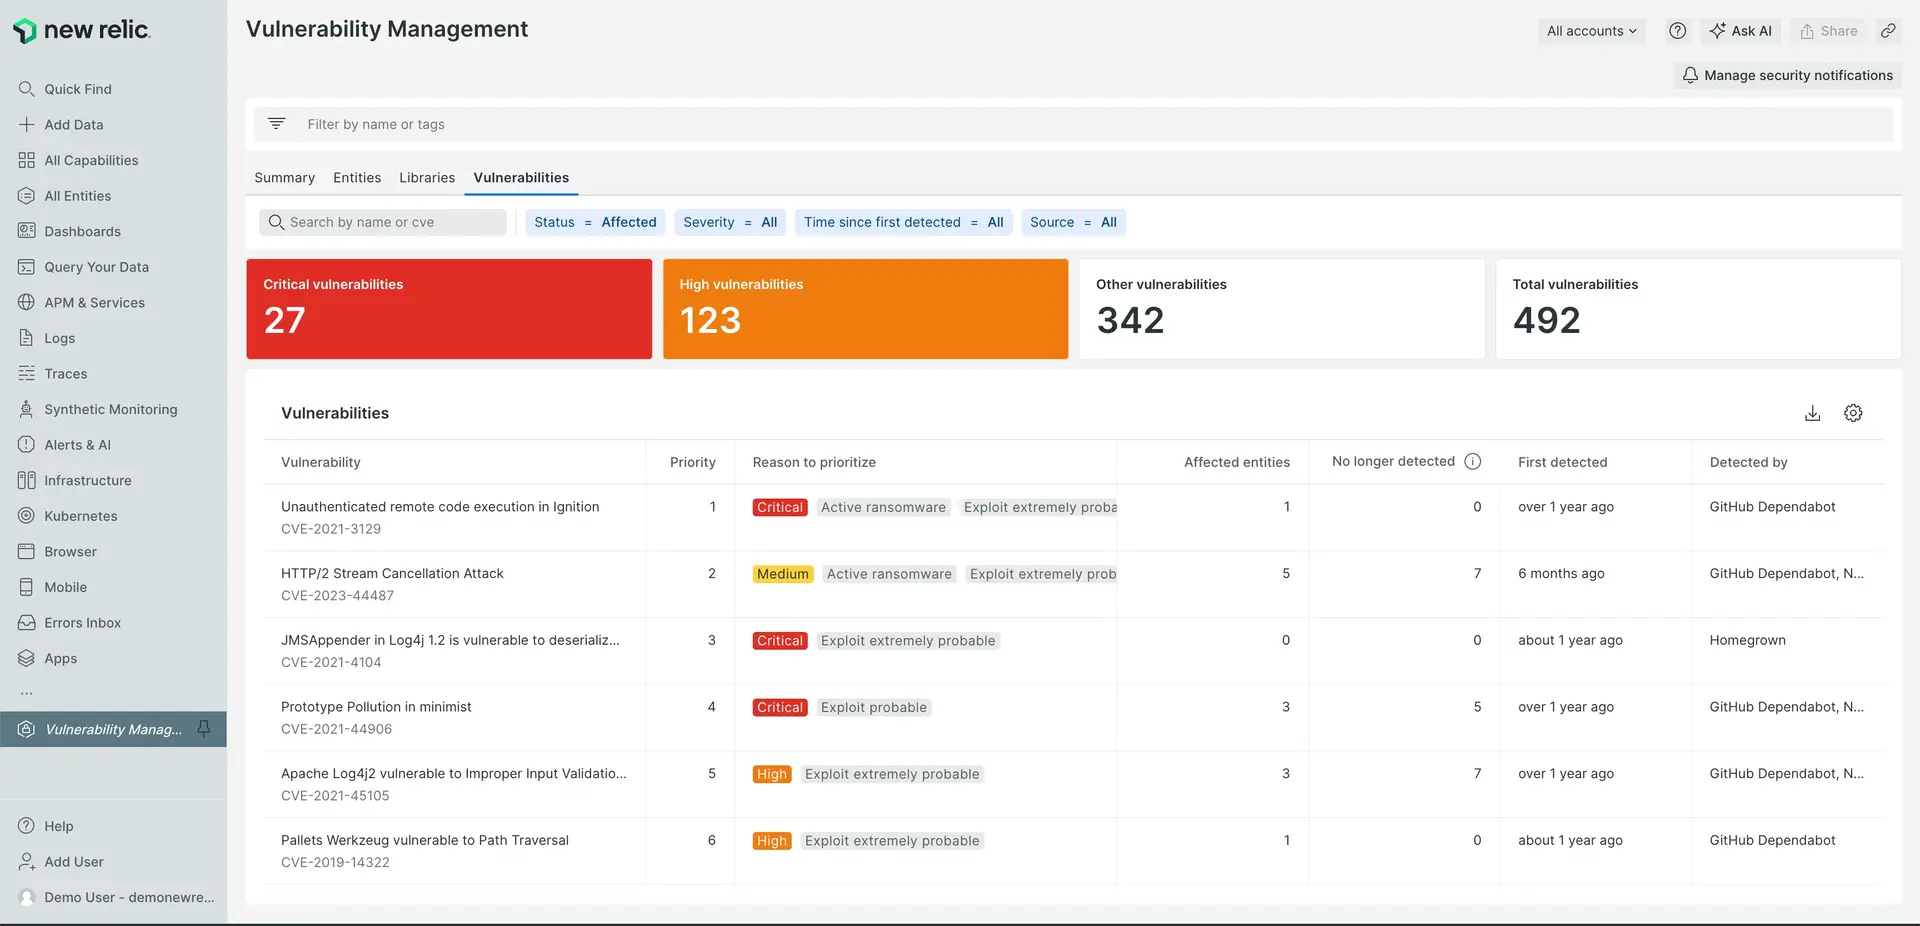 new relic.
Vulnerability Management
All accounts
Ask AI
Share
Manage security notifications
Quick Find
Add Data
All Capabilities
All Entities
Dashboards
Query Your Data
APM & Services
Logs
Traces
Synthetic Monitoring
Alerts & AI
Infrastructure
Kubernetes
Browser
Mobile
Errors Inbox
Apps
...
Vulnerability Manag...
Help
Add User
Demo User - demonewre...
Filter by name or tags
Summary Entities Libraries Vulnerabilities
Search by name or cve Status = Affected Severity = All Time since first detected = All Source = All
Critical vulnerabilities
27
High vulnerabilities
123
Other vulnerabilities
342
Total vulnerabilities
492
Vulnerabilities
Vulnerability Priority Reason to prioritize Affected entities No longer detected First detected Detected by
Unauthenticated remote code execution in Ignition 1 Critical Active ransomware Exploit extremely proba 1 0 over 1 year ago GitHub Dependabot
CVE-2021-3129
HTTP/2 Stream Cancellation Attack 2 Medium Active ransomware Exploit extremely prob 5 7 6 months ago GitHub Dependabot, N...
CVE-2023-44487
JMSAppender in Log4j 1.2 is vulnerable to deserializ... 3 Critical Exploit extremely probable 0 0 about 1 year ago Homegrown
CVE-2021-4104
Prototype Pollution in minimist 4 Critical Exploit probable 3 5 over 1 year ago GitHub Dependabot, N...
CVE-2021-44906
Apache Log4j2 vulnerable to Improper Input Validatio... 5 High Exploit extremely probable 3 7 over 1 year ago GitHub Dependabot, N...
CVE-2021-45105
Pallets Werkzeug vulnerable to Path Traversal 6 High Exploit extremely probable 1 0 about 1 year ago GitHub Dependabot
CVE-2019-14322